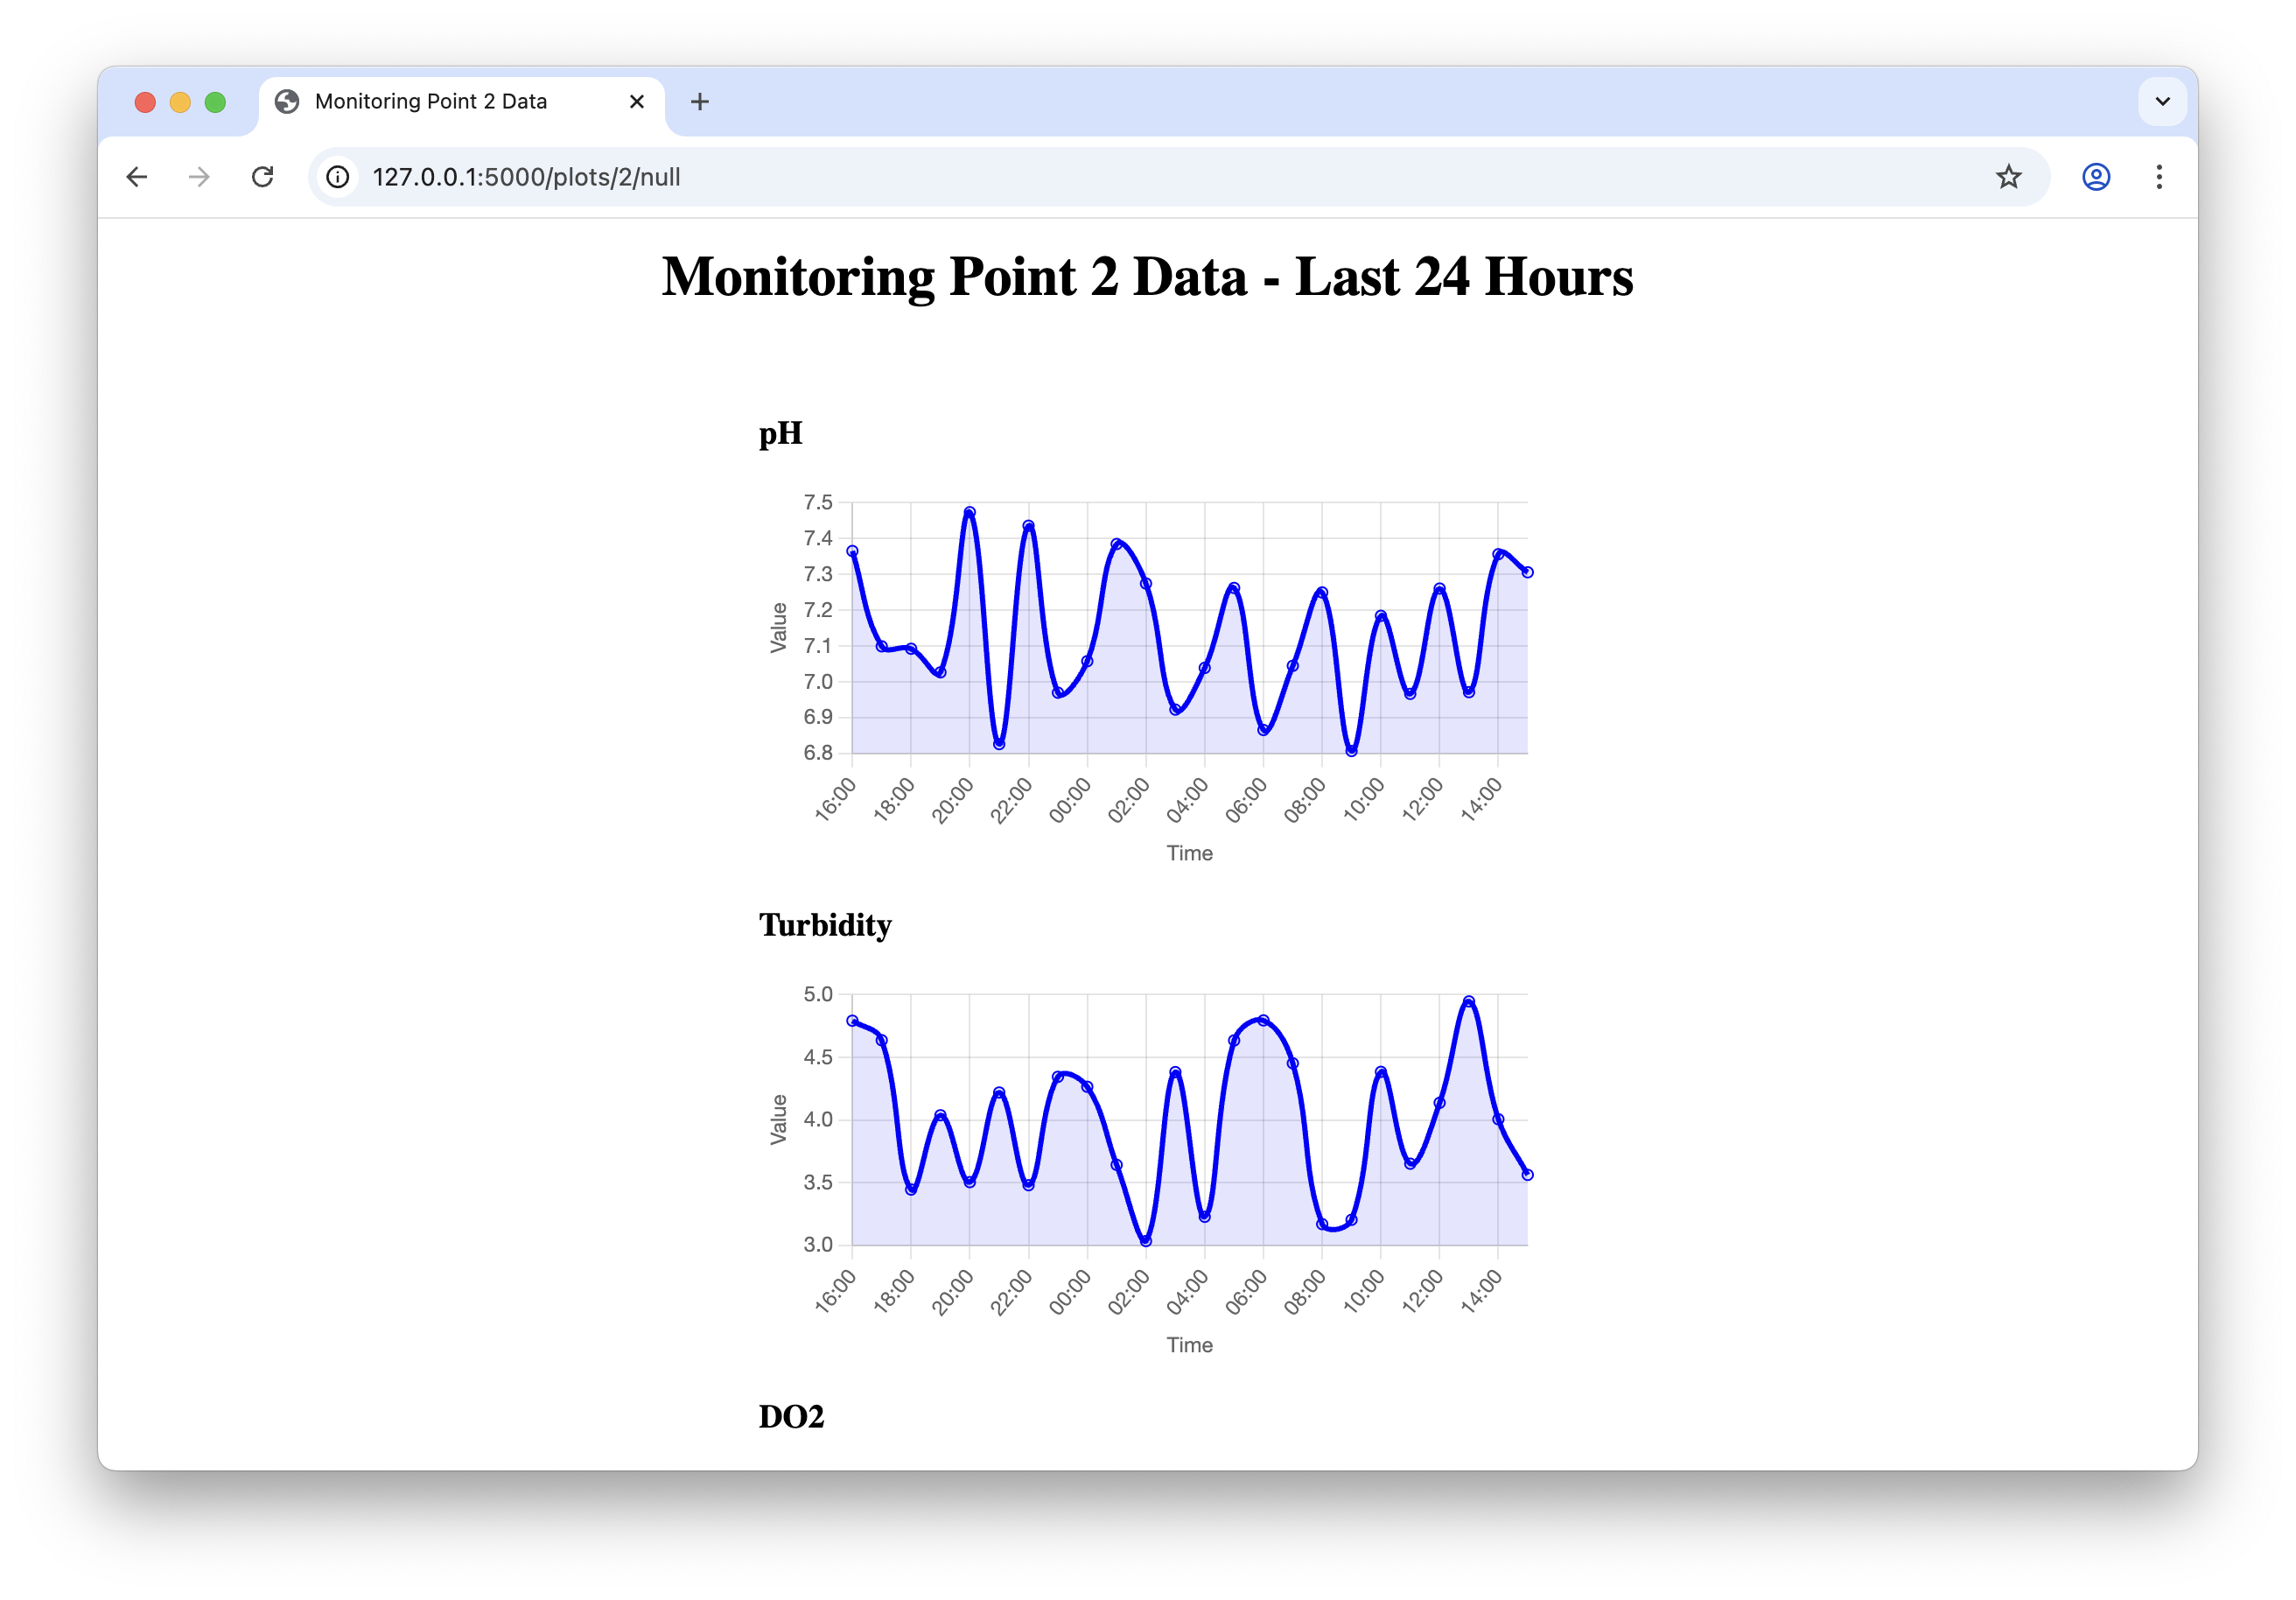 Monitoring Point 2 Data
127.0.0.1:5000/plots/2/null
Monitoring Point 2 Data - Last 24 Hours
pH
7.5
7.4
7.3
7.2
7.1
7.0
6.9
6.8
Value
16:00 18:00 20:00 22:00 00:00 02:00 04:00 06:00 08:00 10:00 12:00 14:00
Time
Turbidity
5.0
4.5
4.0
3.5
3.0
Value
16:00 18:00 20:00 22:00 00:00 02:00 04:00 06:00 08:00 10:00 12:00 14:00
Time
DO2